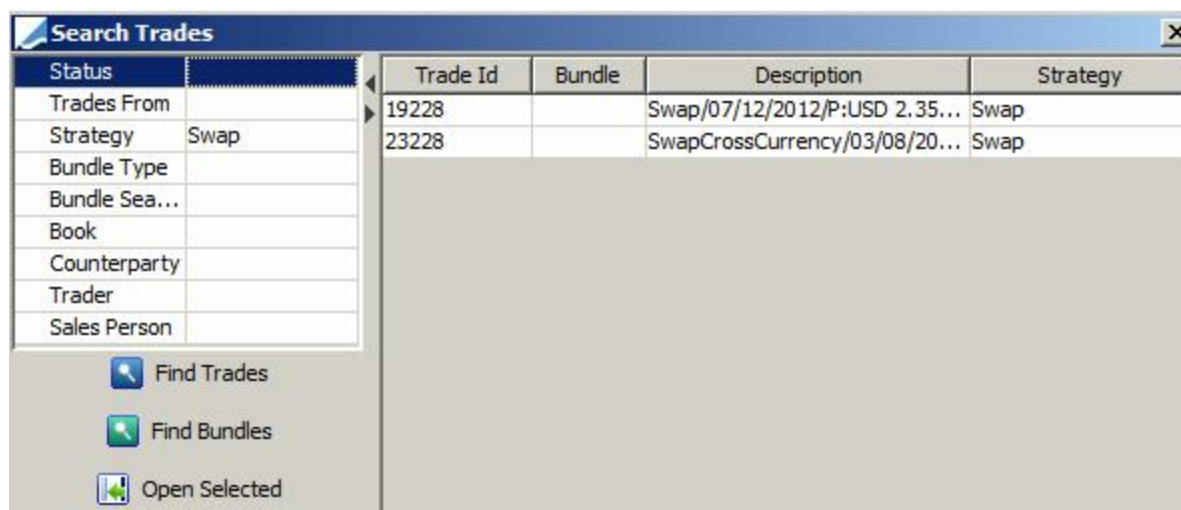 Search Trades
Status
Trades From
Strategy Swap
Bundle Type
Bundle Sea...
Book
Counterparty
Trader
Sales Person
Find Trades
Find Bundles
Open Selected
Trade Id Bundle Description Strategy
19228 Swap/07/12/2012/P:USD 2.35... Swap
23228 SwapCrossCurrency/03/08/20... Swap